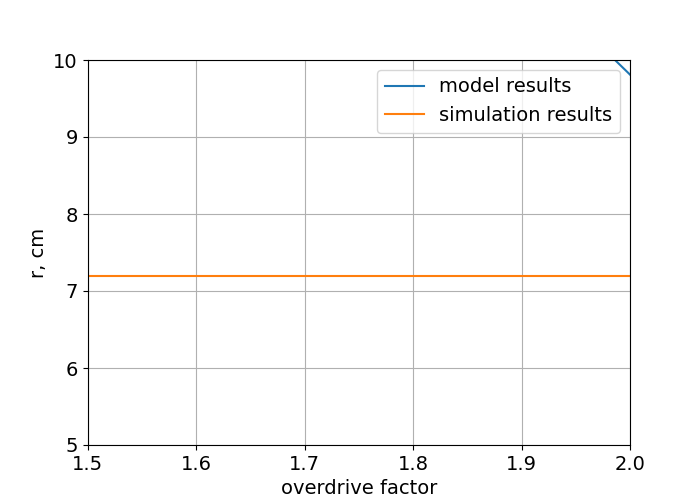 10
9
8
7
6
5
r, cm
model results
simulation results
1.5 1.6 1.7 1.8 1.9 2.0
overdrive factor